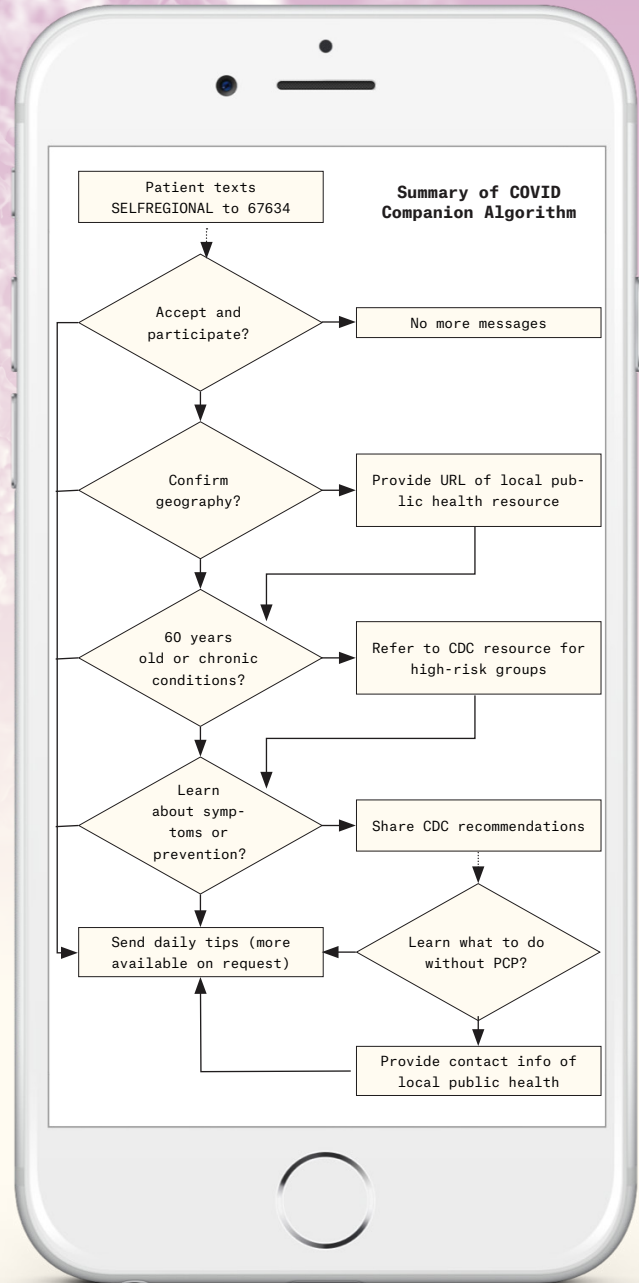 Patient texts
SELFREGIONAL to 67634
Summary of COVID
Companion Algorithm
Accept and
participate?
No more messages
Confirm
geography?
Provide URL of local pub-
lic health resource
60 years
old or chronic
conditions?
Refer to CDC resource for
high-risk groups
Learn
about symp-
toms or
prevention?
Share CDC recommendations
Send daily tips (more
available on request)
Learn what to do
without PCP?
Provide contact info of
local public health